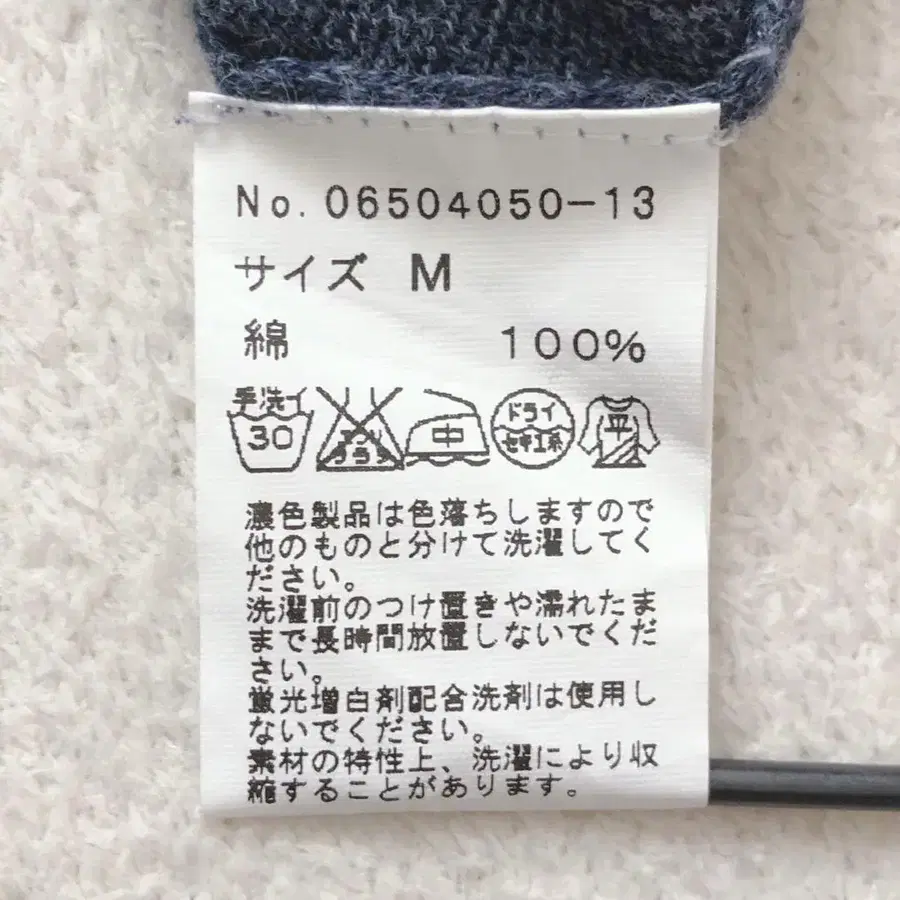 No. 06504050-13
サイズ M
綿 100%
手洗イ 30 エンソ サラシ 中 ドライ セキユ系 平
濃色製品は色落ちしますので
他のものと分けて洗濯してく
ださい。
洗濯前のつけ置きや濡れたま
まで長時間放置しないでくだ
さい。
蛍光増白剤配合洗剤は使用し
ないでください。
素材の特性上、洗濯により収
縮することがあります。